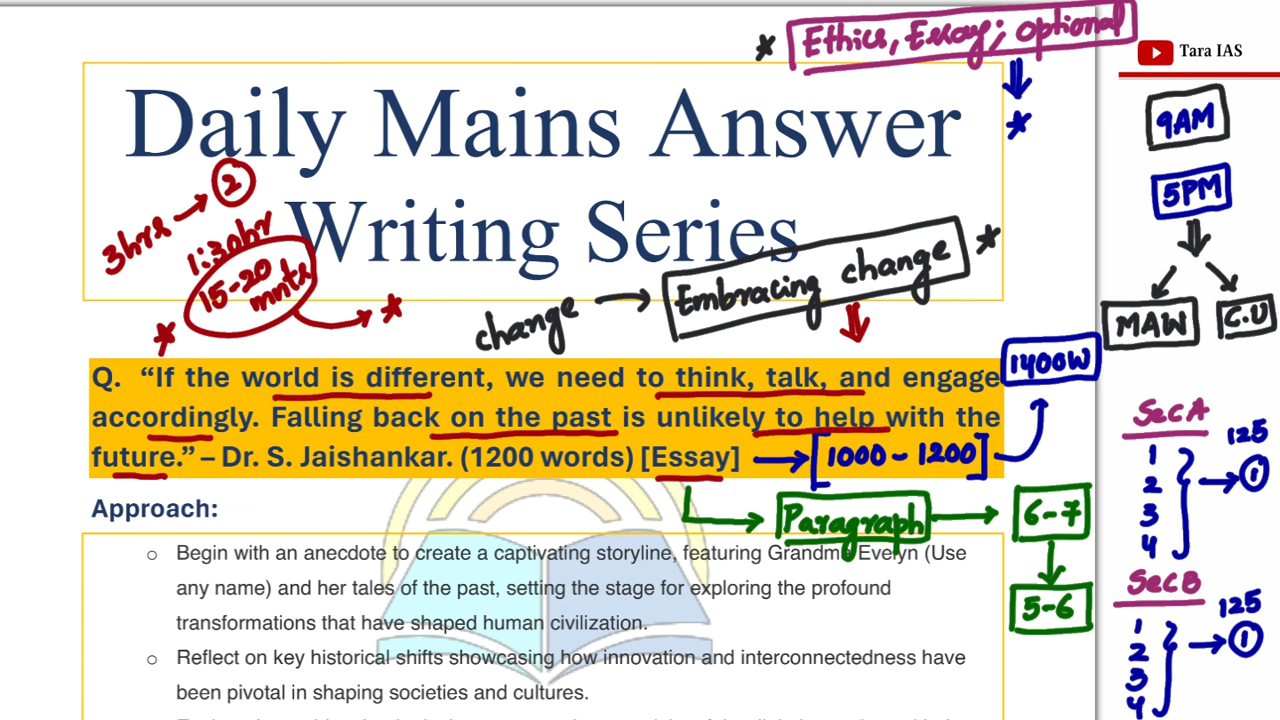 * Ethics, Essay; optional
Tara IAS
*
Daily Mains Answer
Writing Series
3hrs → 2
1:30hr
15-20
mnts
*
*
change → Embracing change *
9AM
5PM
MAW
C.U
Q. “If the world is different, we need to think, talk, and engage
accordingly. Falling back on the past is unlikely to help with the
future.” – Dr. S. Jaishankar. (1200 words) [Essay] → [1000 - 1200]
1400W
Approach:
Paragraph → 6-7
5-6
o Begin with an anecdote to create a captivating storyline, featuring Grandma Evelyn (Use
any name) and her tales of the past, setting the stage for exploring the profound
transformations that have shaped human civilization.
o Reflect on key historical shifts showcasing how innovation and interconnectedness have
been pivotal in shaping societies and cultures.
Sec A
125
1
2
3
4
→ 1
Sec B
125
1
2
3
4
→ 1